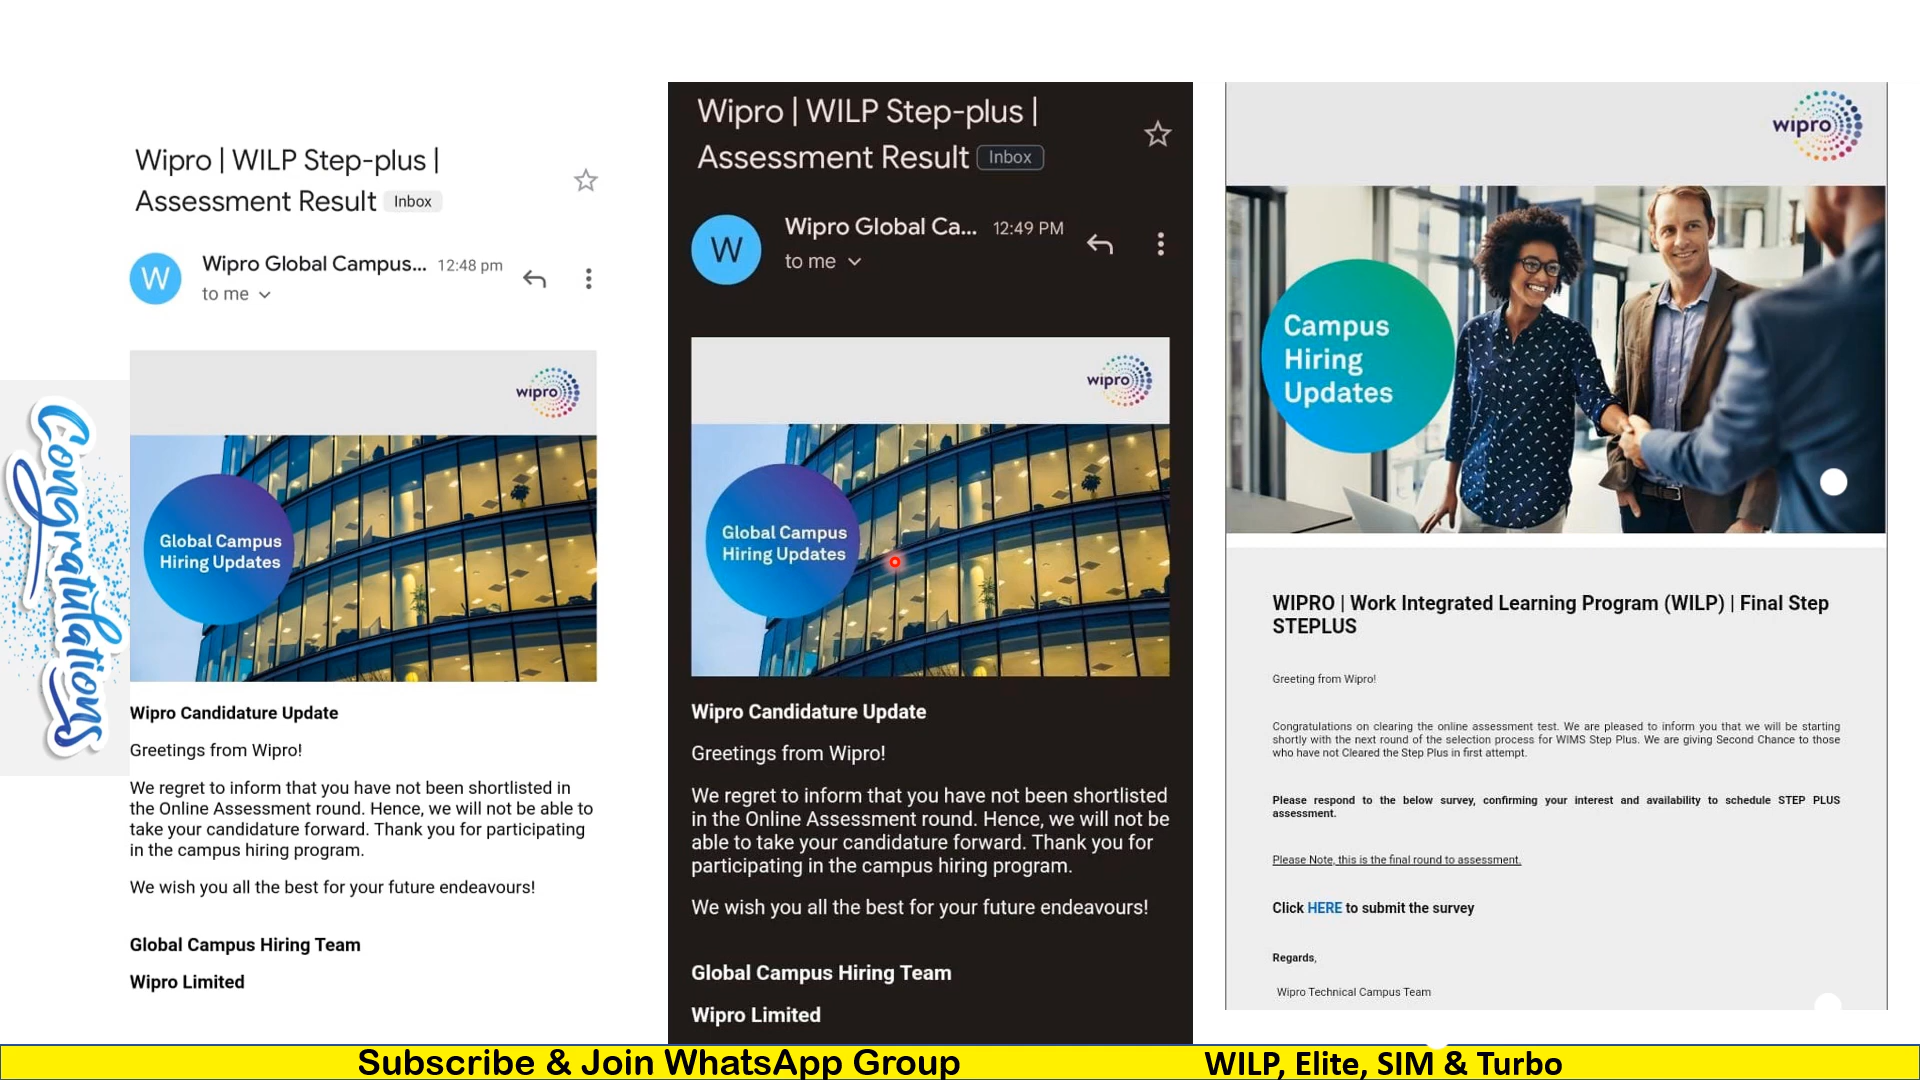 Congratulations
Wipro | WILP Step-plus |
Assessment Result Inbox
W
Wipro Global Campus... 12:48 pm
to me
wipro
Global Campus
Hiring Updates
Wipro Candidature Update
Greetings from Wipro!
We regret to inform that you have not been shortlisted in
the Online Assessment round. Hence, we will not be able to
take your candidature forward. Thank you for participating
in the campus hiring program.
We wish you all the best for your future endeavours!
Global Campus Hiring Team
Wipro Limited
Wipro | WILP Step-plus |
Assessment Result Inbox
W
Wipro Global Ca... 12:49 PM
to me
wipro
Global Campus
Hiring Updates
Wipro Candidature Update
Greetings from Wipro!
We regret to inform that you have not been shortlisted
in the Online Assessment round. Hence, we will not be
able to take your candidature forward. Thank you for
participating in the campus hiring program.
We wish you all the best for your future endeavours!
Global Campus Hiring Team
Wipro Limited
wipro
Campus
Hiring
Updates
WIPRO | Work Integrated Learning Program (WILP) | Final Step
STEPLUS
Greeting from Wipro!
Congratulations on clearing the online assessment test. We are pleased to inform you that we will be starting
shortly with the next round of the selection process for WIMS Step Plus. We are giving Second Chance to those
who have not Cleared the Step Plus in first attempt.
Please respond to the below survey, confirming your interest and availability to schedule STEP PLUS
assessment.
Please Note, this is the final round to assessment.
Click HERE to submit the survey
Regards,
Wipro Technical Campus Team
Subscribe & Join WhatsApp Group
WILP, Elite, SIM & Turbo